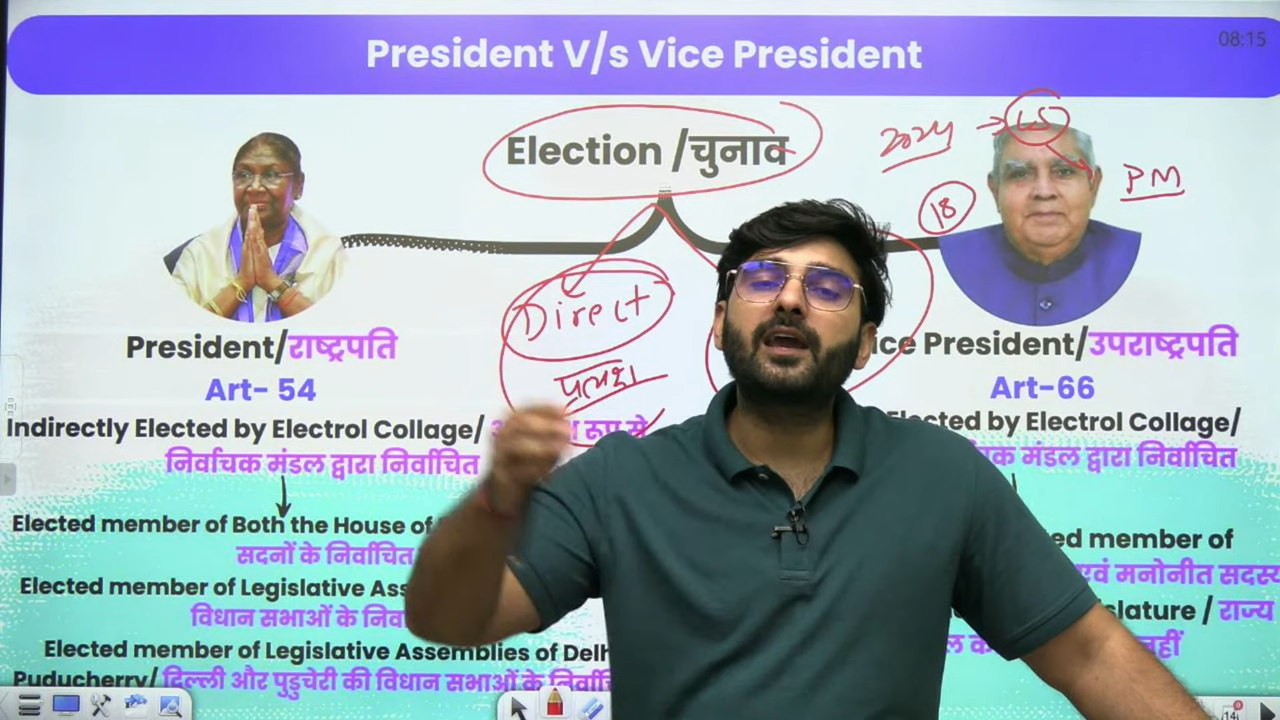 President V/s Vice President
08:15
Election /चुनाव
2024 → LS
PM
18
Direct
President/राष्ट्रपति
ice President/उपराष्ट्रपति
Art- 54
Art-66
Indirectly Elected by Electrol Collage/ रूप से
ected by Electrol Collage/
निर्वाचक मंडल द्वारा निर्वाचित
चक मंडल द्वारा निर्वाचित
Elected member of Both the House of
ed member of
सदनों के निर्वाचित
एवं मनोनीत सदस्य
Elected member of Legislative Ass
slature / राज्य
विधान सभाओं के निर्वा
नहीं
Elected member of Legislative Assemblies of Delh
Puducherry/ दिल्ली और पुडुचेरी की विधान सभाओं के निर्वाचि
14